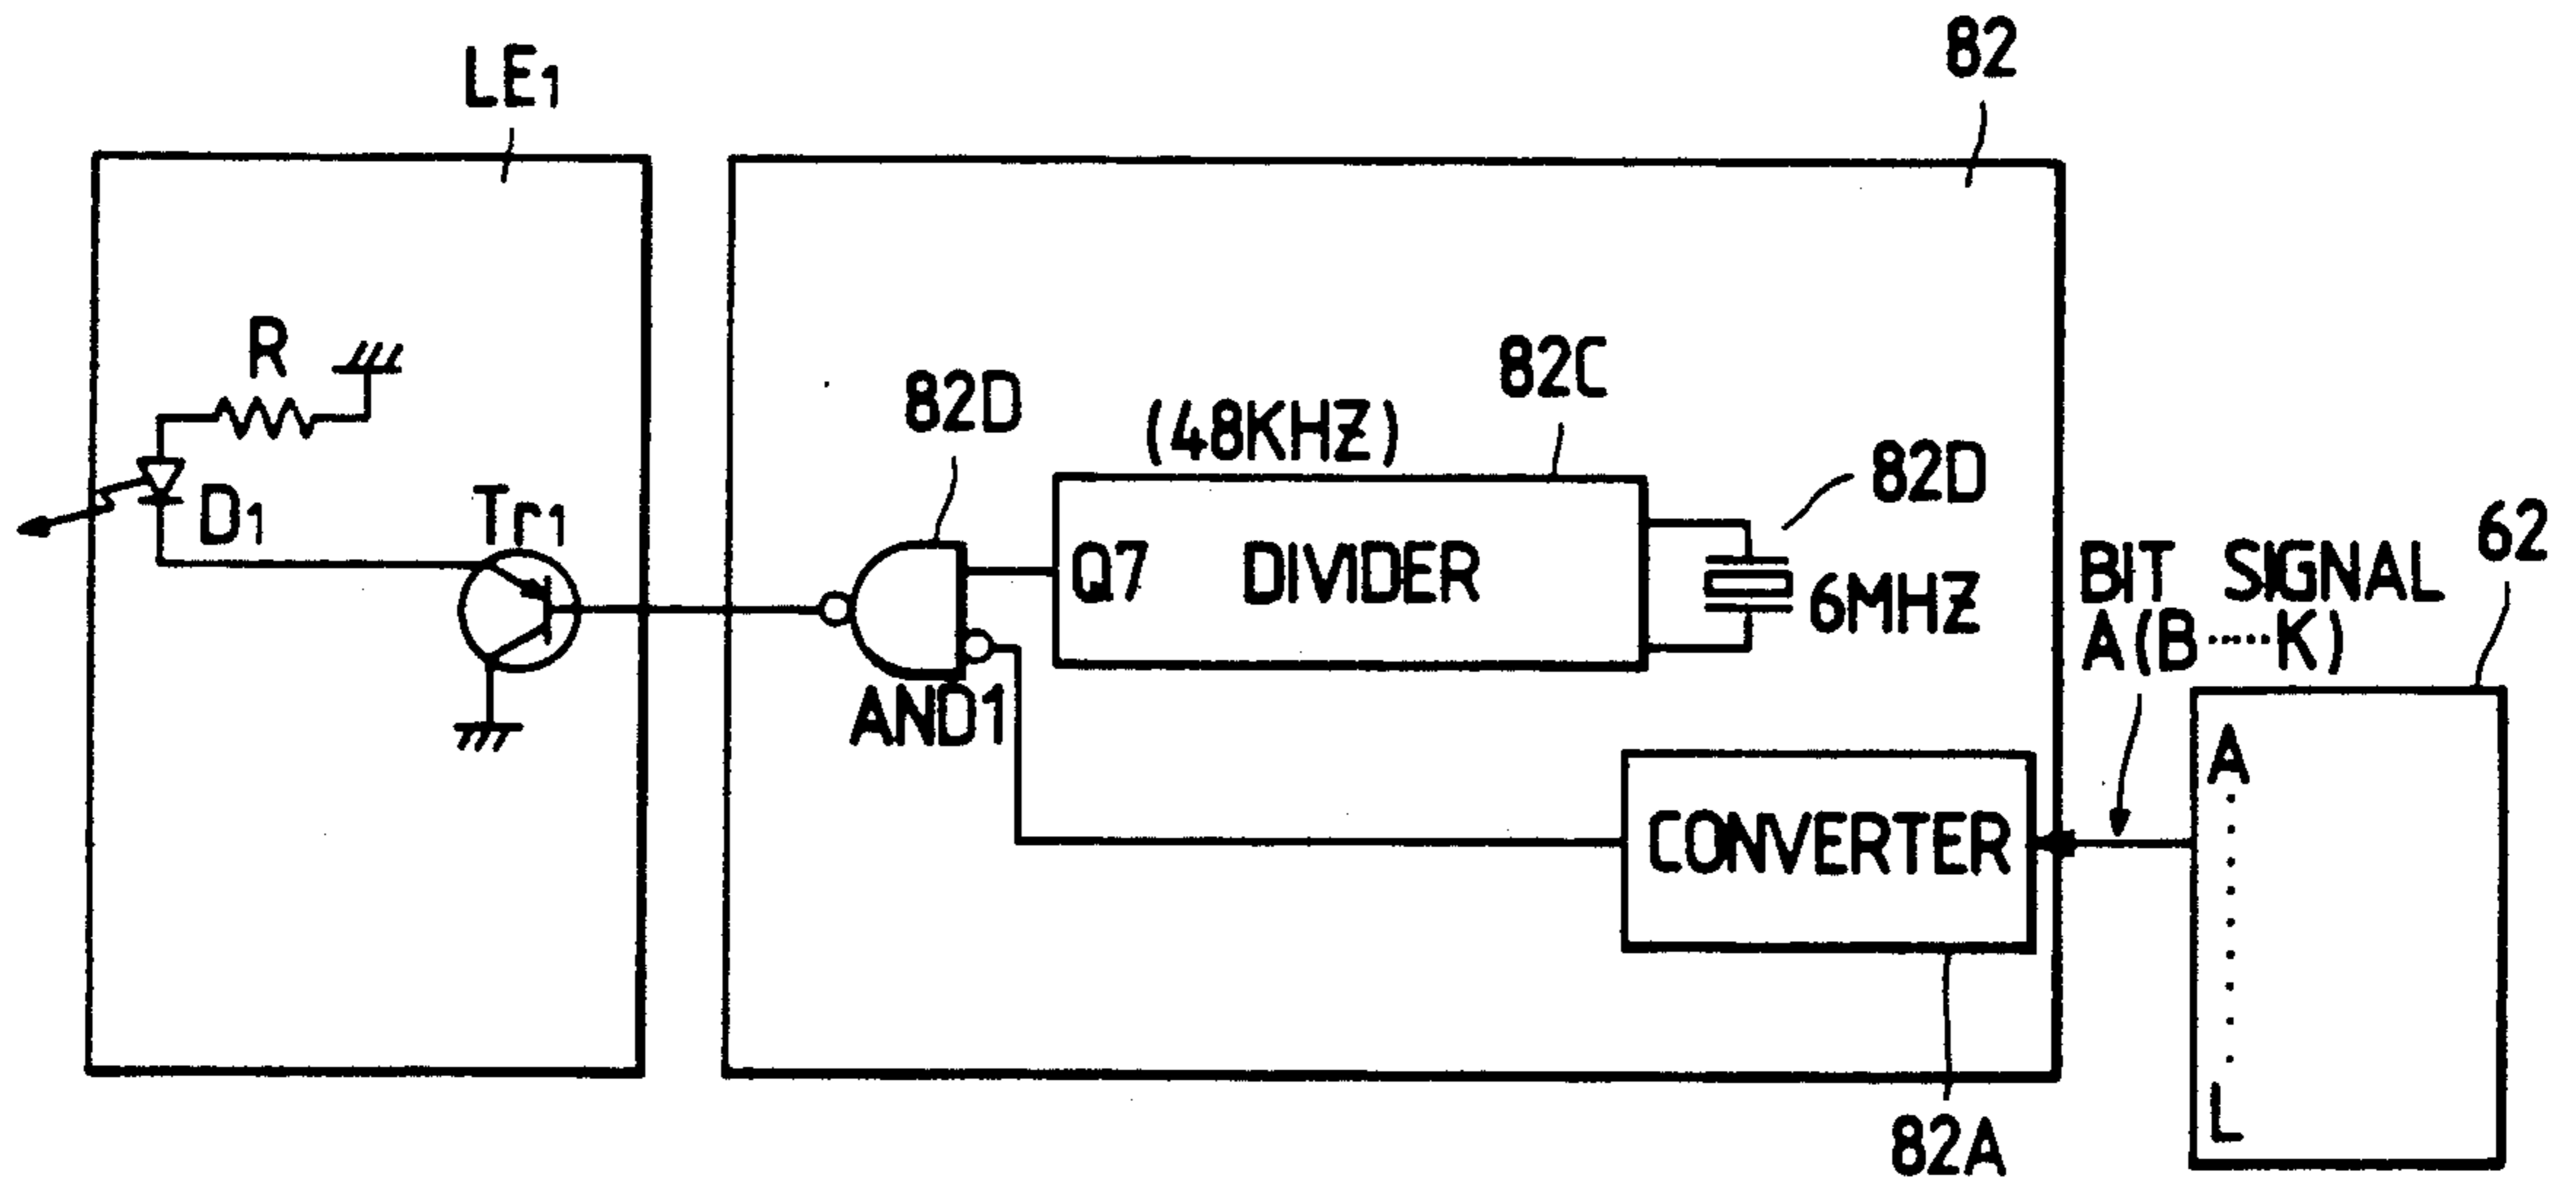 LE1
82
R
D1
Tr1
82D
(48KHZ)
82C
Q7 DIVIDER
82D
6MHZ
AND1
BIT SIGNAL
A(B·····K)
62
CONVERTER
82A
A
L